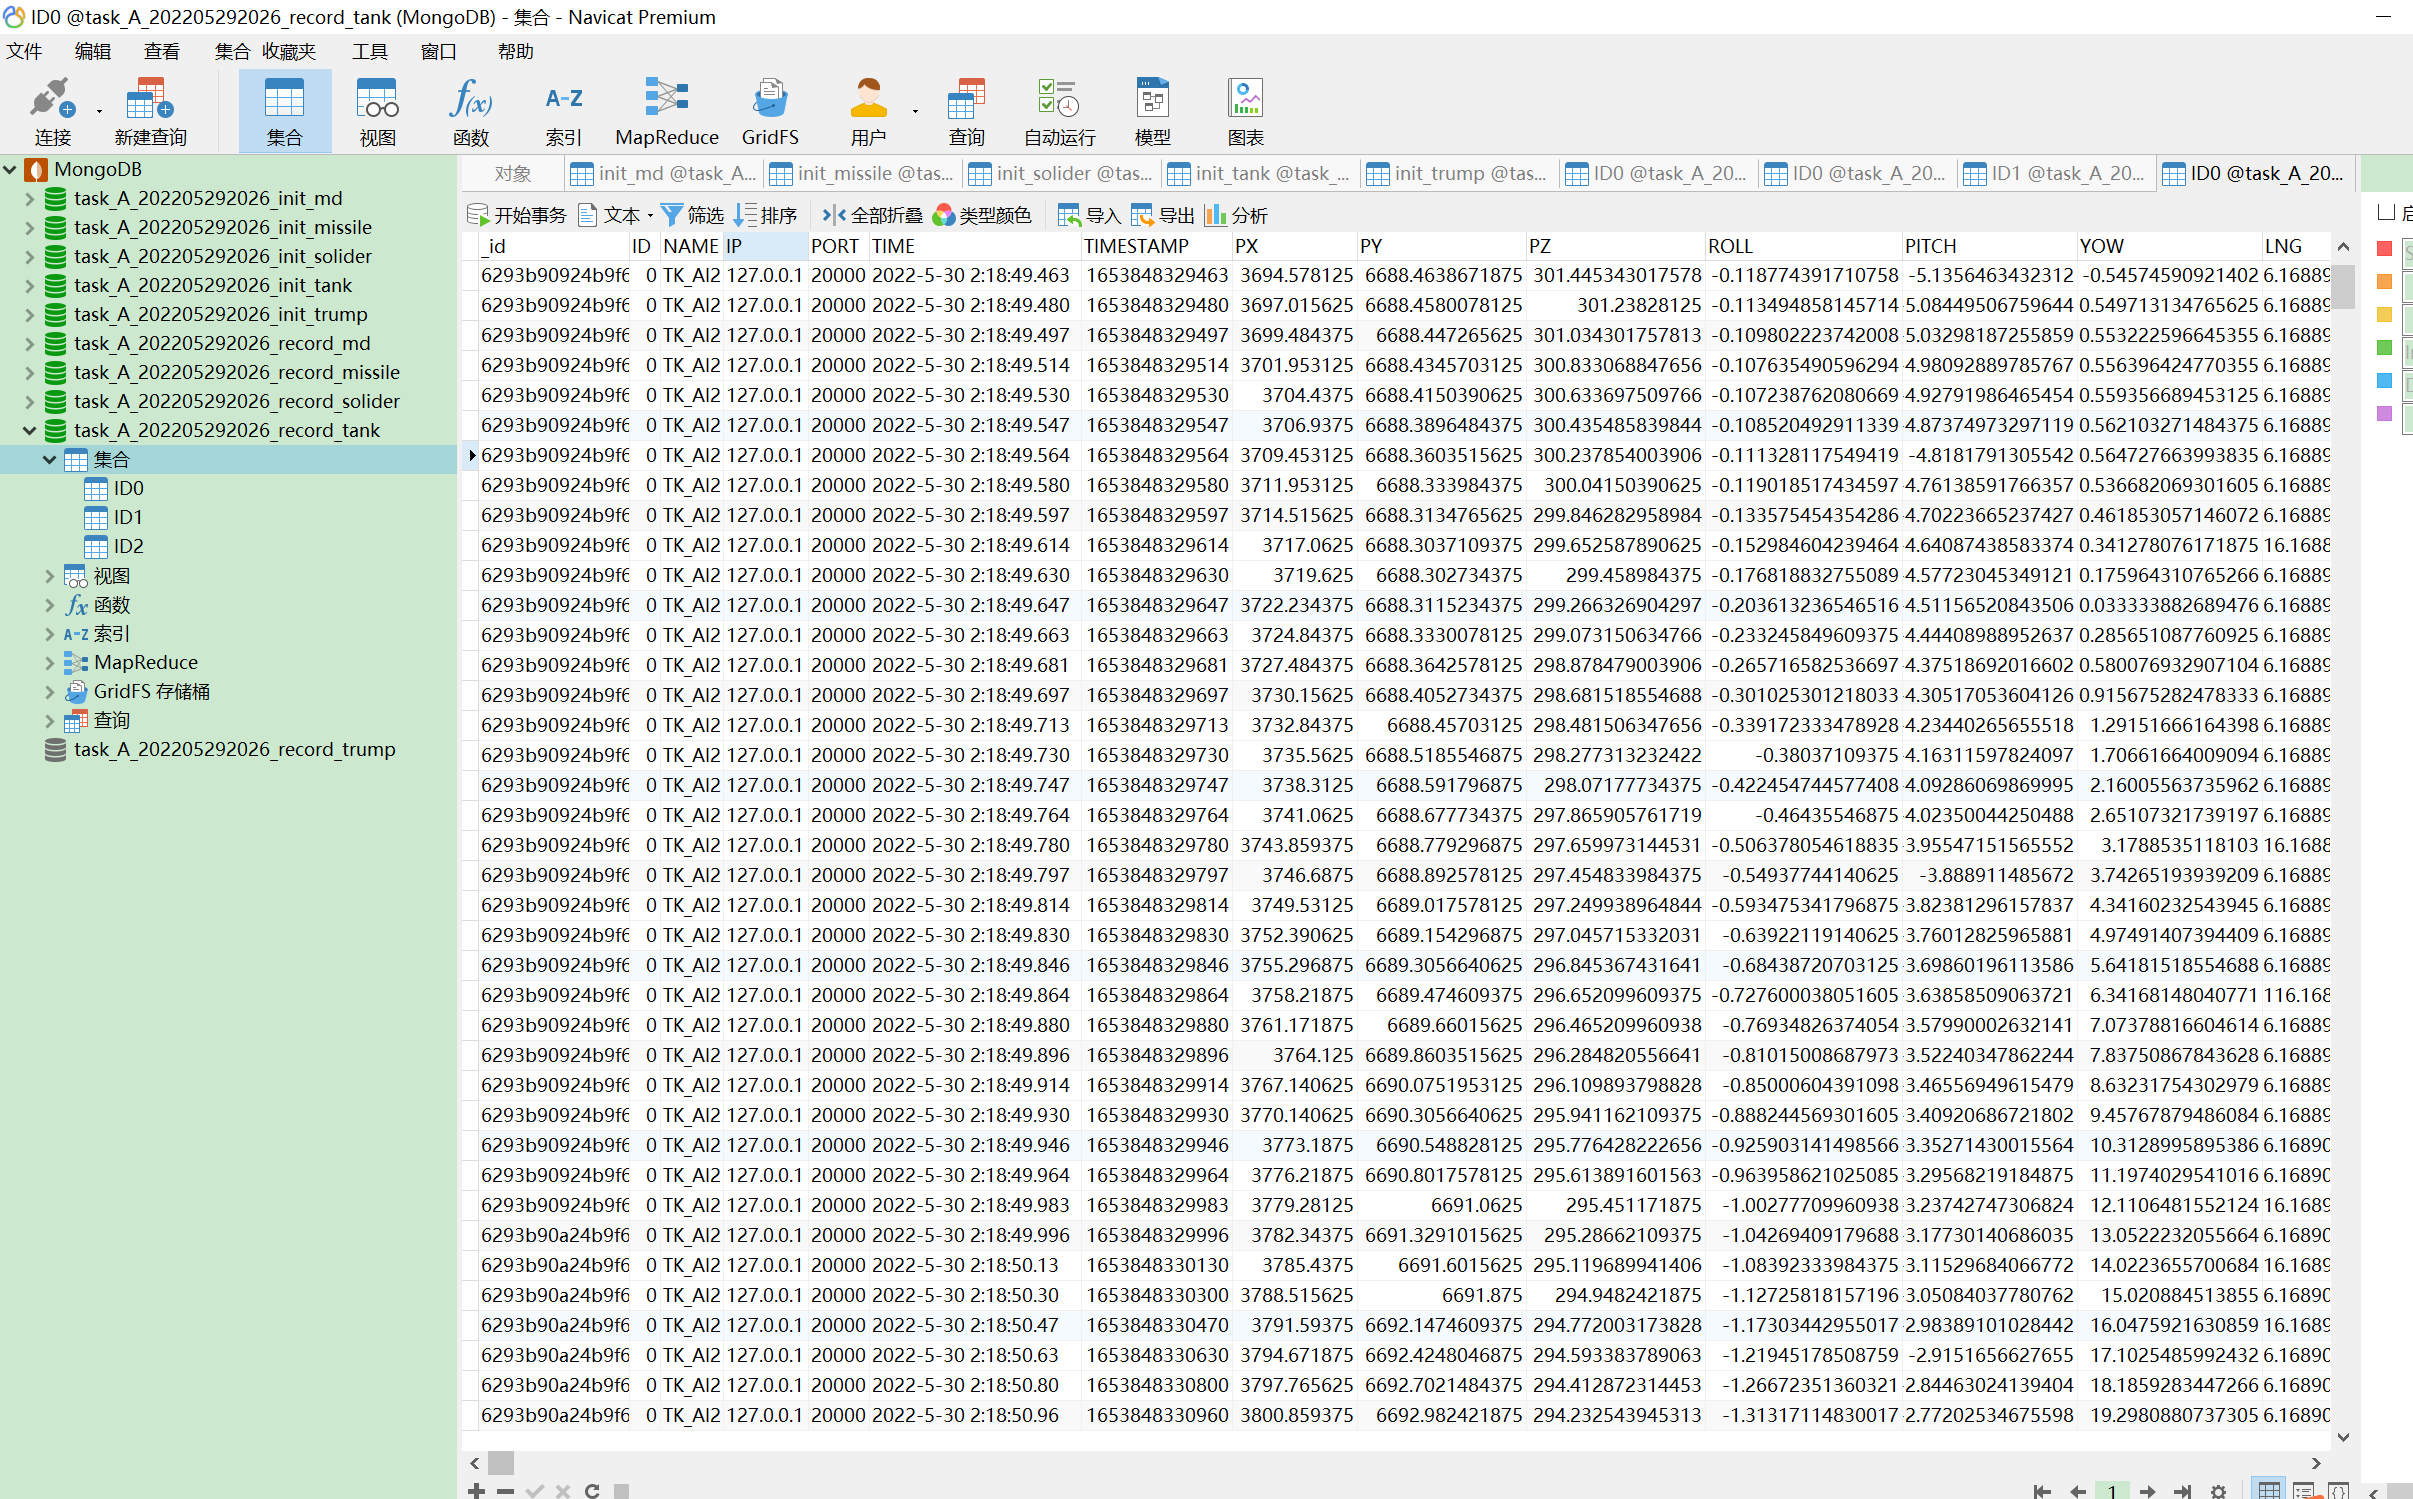 ID0 @task_A_202205292026_record_tank (MongoDB) - 集合 - Navicat Premium
文件 编辑 查看 集合 收藏夹 工具 窗口 帮助
连接 新建查询 集合 视图 函数 索引 MapReduce GridFS 用户 查询 自动运行 模型 图表
MongoDB
task_A_202205292026_init_md
task_A_202205292026_init_missile
task_A_202205292026_init_solider
task_A_202205292026_init_tank
task_A_202205292026_init_trump
task_A_202205292026_record_md
task_A_202205292026_record_missile
task_A_202205292026_record_solider
task_A_202205292026_record_tank
集合
ID0
ID1
ID2
视图
函数
索引
MapReduce
GridFS 存储桶
查询
task_A_202205292026_record_trump
对象 init_md @task_A... init_missile @tas... init_solider @tas... init_tank @task_... init_trump @tas... ID0 @task_A_20... ID0 @task_A_20... ID1 @task_A_20... ID0 @task_A_20...
开始事务 文本 筛选 排序 全部折叠 类型颜色 导入 导出 分析
_id ID NAME IP PORT TIME TIMESTAMP PX PY PZ ROLL PITCH YOW LNG
6293b90924b9f6 0 TK_AI2 127.0.0.1 20000 2022-5-30 2:18:49.463 1653848329463 3694.578125 6688.4638671875 301.445343017578 -0.118774391710758 -5.1356463432312 -0.54574590921402 6.16889
6293b90924b9f6 0 TK_AI2 127.0.0.1 20000 2022-5-30 2:18:49.480 1653848329480 3697.015625 6688.4580078125 301.23828125 -0.113494858145714 5.08449506759644 0.549713134765625 6.16889
6293b90924b9f6 0 TK_AI2 127.0.0.1 20000 2022-5-30 2:18:49.497 1653848329497 3699.484375 6688.447265625 301.034301757813 -0.109802223742008 5.03298187255859 0.553222596645355 6.16889
6293b90924b9f6 0 TK_AI2 127.0.0.1 20000 2022-5-30 2:18:49.514 1653848329514 3701.953125 6688.4345703125 300.833068847656 -0.107635490596294 4.98092889785767 0.556396424770355 6.16889
6293b90924b9f6 0 TK_AI2 127.0.0.1 20000 2022-5-30 2:18:49.530 1653848329530 3704.4375 6688.4150390625 300.633697509766 -0.107238762080669 4.92791986465454 0.559356689453125 6.16889
6293b90924b9f6 0 TK_AI2 127.0.0.1 20000 2022-5-30 2:18:49.547 1653848329547 3706.9375 6688.3896484375 300.435485839844 -0.108520492911339 4.87374973297119 0.562103271484375 6.16889
6293b90924b9f6 0 TK_AI2 127.0.0.1 20000 2022-5-30 2:18:49.564 1653848329564 3709.453125 6688.3603515625 300.237854003906 -0.111328117549419 -4.8181791305542 0.564727663993835 6.16889
6293b90924b9f6 0 TK_AI2 127.0.0.1 20000 2022-5-30 2:18:49.580 1653848329580 3711.953125 6688.333984375 300.04150390625 -0.119018517434597 4.76138591766357 0.536682069301605 6.16889
6293b90924b9f6 0 TK_AI2 127.0.0.1 20000 2022-5-30 2:18:49.597 1653848329597 3714.515625 6688.3134765625 299.846282958984 -0.133575454354286 4.70223665237427 0.461853057146072 6.16889
6293b90924b9f6 0 TK_AI2 127.0.0.1 20000 2022-5-30 2:18:49.614 1653848329614 3717.0625 6688.3037109375 299.652587890625 -0.152984604239464 4.64087438583374 0.341278076171875 16.1688
6293b90924b9f6 0 TK_AI2 127.0.0.1 20000 2022-5-30 2:18:49.630 1653848329630 3719.625 6688.302734375 299.458984375 -0.176818832755089 4.57723045349121 0.175964310765266 6.16889
6293b90924b9f6 0 TK_AI2 127.0.0.1 20000 2022-5-30 2:18:49.647 1653848329647 3722.234375 6688.3115234375 299.266326904297 -0.203613236546516 4.51156520843506 0.033333882689476 6.16889
6293b90924b9f6 0 TK_AI2 127.0.0.1 20000 2022-5-30 2:18:49.663 1653848329663 3724.84375 6688.3330078125 299.073150634766 -0.233245849609375 4.44408988952637 0.285651087760925 6.16889
6293b90924b9f6 0 TK_AI2 127.0.0.1 20000 2022-5-30 2:18:49.681 1653848329681 3727.484375 6688.3642578125 298.878479003906 -0.265716582536697 4.37518692016602 0.580076932907104 6.16889
6293b90924b9f6 0 TK_AI2 127.0.0.1 20000 2022-5-30 2:18:49.697 1653848329697 3730.15625 6688.4052734375 298.681518554688 -0.301025301218033 4.30517053604126 0.915675282478333 6.16889
6293b90924b9f6 0 TK_AI2 127.0.0.1 20000 2022-5-30 2:18:49.713 1653848329713 3732.84375 6688.45703125 298.481506347656 -0.339172333478928 4.23440265655518 1.29151666164398 6.16889
6293b90924b9f6 0 TK_AI2 127.0.0.1 20000 2022-5-30 2:18:49.730 1653848329730 3735.5625 6688.5185546875 298.277313232422 -0.38037109375 4.16311597824097 1.70661664009094 6.16889
6293b90924b9f6 0 TK_AI2 127.0.0.1 20000 2022-5-30 2:18:49.747 1653848329747 3738.3125 6688.591796875 298.07177734375 -0.422454744577408 4.09286069869995 2.16005563735962 6.16889
6293b90924b9f6 0 TK_AI2 127.0.0.1 20000 2022-5-30 2:18:49.764 1653848329764 3741.0625 6688.677734375 297.865905761719 -0.46435546875 4.02350044250488 2.65107321739197 6.16889
6293b90924b9f6 0 TK_AI2 127.0.0.1 20000 2022-5-30 2:18:49.780 1653848329780 3743.859375 6688.779296875 297.659973144531 -0.506378054618835 3.95547151565552 3.1788535118103 16.1688
6293b90924b9f6 0 TK_AI2 127.0.0.1 20000 2022-5-30 2:18:49.797 1653848329797 3746.6875 6688.892578125 297.454833984375 -0.54937744140625 -3.888911485672 3.74265193939209 6.16889
6293b90924b9f6 0 TK_AI2 127.0.0.1 20000 2022-5-30 2:18:49.814 1653848329814 3749.53125 6689.017578125 297.249938964844 -0.593475341796875 3.82381296157837 4.34160232543945 6.16889
6293b90924b9f6 0 TK_AI2 127.0.0.1 20000 2022-5-30 2:18:49.830 1653848329830 3752.390625 6689.154296875 297.045715332031 -0.63922119140625 3.76012825965881 4.97491407394409 6.16889
6293b90924b9f6 0 TK_AI2 127.0.0.1 20000 2022-5-30 2:18:49.846 1653848329846 3755.296875 6689.3056640625 296.845367431641 -0.68438720703125 3.69860196113586 5.64181518554688 6.16889
6293b90924b9f6 0 TK_AI2 127.0.0.1 20000 2022-5-30 2:18:49.864 1653848329864 3758.21875 6689.474609375 296.652099609375 -0.727600038051605 3.63858509063721 6.34168148040771 116.168
6293b90924b9f6 0 TK_AI2 127.0.0.1 20000 2022-5-30 2:18:49.880 1653848329880 3761.171875 6689.66015625 296.465209960938 -0.76934826374054 3.57990002632141 7.07378816604614 6.16889
6293b90924b9f6 0 TK_AI2 127.0.0.1 20000 2022-5-30 2:18:49.896 1653848329896 3764.125 6689.8603515625 296.284820556641 -0.81015008687973 3.52240347862244 7.83750867843628 6.16889
6293b90924b9f6 0 TK_AI2 127.0.0.1 20000 2022-5-30 2:18:49.914 1653848329914 3767.140625 6690.0751953125 296.109893798828 -0.85000604391098 3.46556949615479 8.63231754302979 6.16889
6293b90924b9f6 0 TK_AI2 127.0.0.1 20000 2022-5-30 2:18:49.930 1653848329930 3770.140625 6690.3056640625 295.941162109375 -0.888244569301605 3.40920686721802 9.45767879486084 6.16889
6293b90924b9f6 0 TK_AI2 127.0.0.1 20000 2022-5-30 2:18:49.946 1653848329946 3773.1875 6690.548828125 295.776428222656 -0.925903141498566 3.35271430015564 10.3128995895386 6.16890
6293b90924b9f6 0 TK_AI2 127.0.0.1 20000 2022-5-30 2:18:49.964 1653848329964 3776.21875 6690.8017578125 295.613891601563 -0.963958621025085 3.29568219184875 11.1974029541016 6.16890
6293b90924b9f6 0 TK_AI2 127.0.0.1 20000 2022-5-30 2:18:49.983 1653848329983 3779.28125 6691.0625 295.451171875 -1.00277709960938 3.23742747306824 12.1106481552124 16.1689
6293b90a24b9f6 0 TK_AI2 127.0.0.1 20000 2022-5-30 2:18:49.996 1653848329996 3782.34375 6691.3291015625 295.28662109375 -1.04269409179688 3.17730140686035 13.0522232055664 6.16890
6293b90a24b9f6 0 TK_AI2 127.0.0.1 20000 2022-5-30 2:18:50.13 1653848330130 3785.4375 6691.6015625 295.119689941406 -1.08392333984375 3.11529684066772 14.0223655700684 16.1689
6293b90a24b9f6 0 TK_AI2 127.0.0.1 20000 2022-5-30 2:18:50.30 1653848330300 3788.515625 6691.875 294.9482421875 -1.12725818157196 3.05084037780762 15.020884513855 6.16890
6293b90a24b9f6 0 TK_AI2 127.0.0.1 20000 2022-5-30 2:18:50.47 1653848330470 3791.59375 6692.1474609375 294.772003173828 -1.17303442955017 2.98389101028442 16.0475921630859 16.1689
6293b90a24b9f6 0 TK_AI2 127.0.0.1 20000 2022-5-30 2:18:50.63 1653848330630 3794.671875 6692.4248046875 294.593383789063 -1.21945178508759 -2.9151656627655 17.1025485992432 6.16890
6293b90a24b9f6 0 TK_AI2 127.0.0.1 20000 2022-5-30 2:18:50.80 1653848330800 3797.765625 6692.7021484375 294.412872314453 -1.26672351360321 2.84463024139404 18.1859283447266 6.16890
6293b90a24b9f6 0 TK_AI2 127.0.0.1 20000 2022-5-30 2:18:50.96 1653848330960 3800.859375 6692.982421875 294.232543945313 -1.31317114830017 2.77202534675598 19.2980880737305 6.16890
1